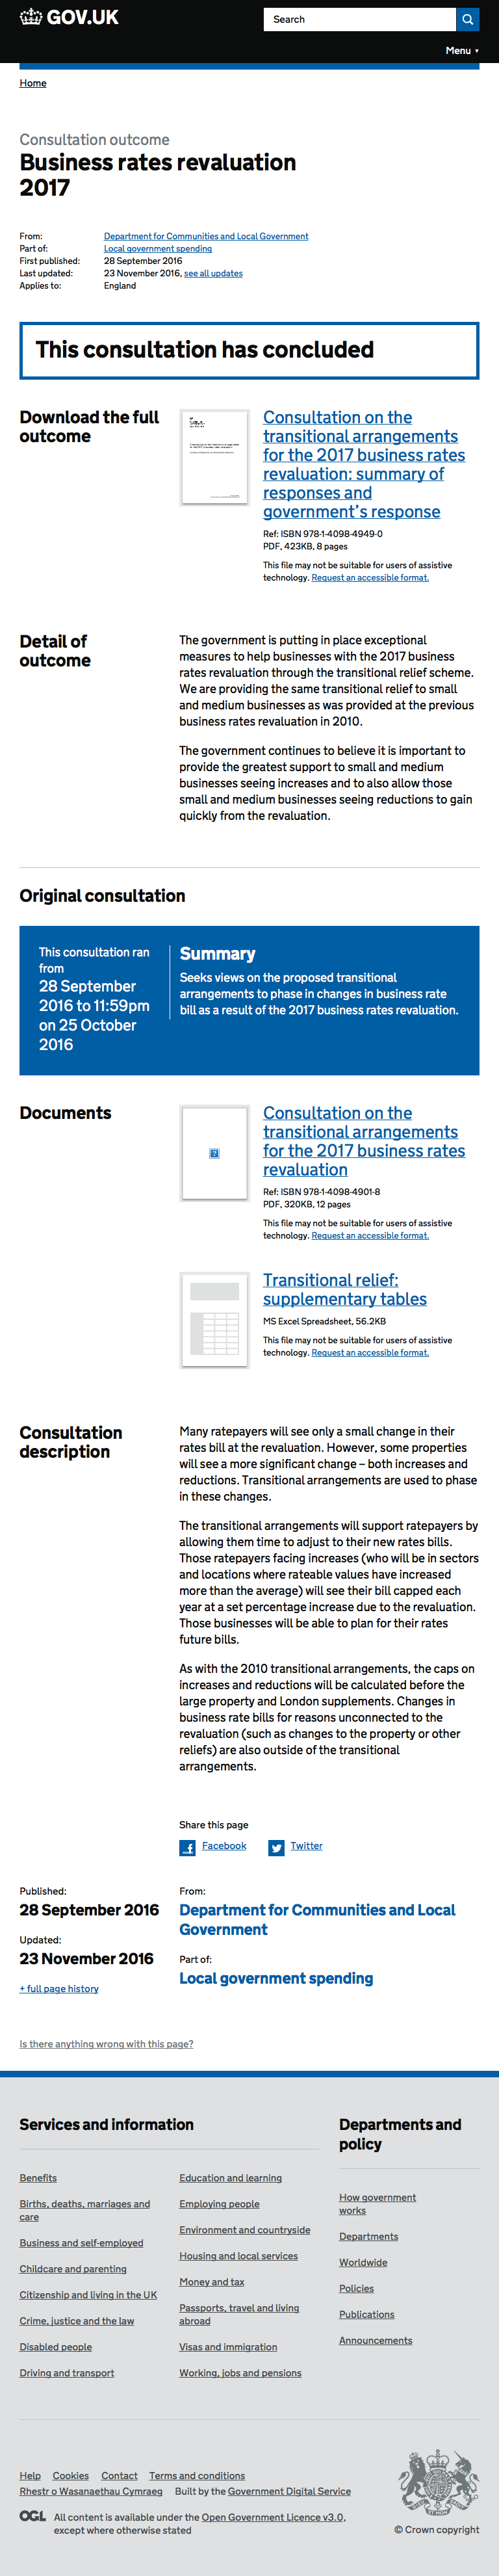 GOV.UK
Search
Menu ▼
Home
Consultation outcome
Business rates revaluation
2017
From: Department for Communities and Local Government
Part of: Local government spending
First published: 28 September 2016
Last updated: 23 November 2016, see all updates
Applies to: England
This consultation has concluded
Download the full
outcome
Consultation on the
transitional arrangements
for the 2017 business rates
revaluation: summary of
responses and
government's response
Ref: ISBN 978-1-4098-4949-0
PDF, 423KB, 8 pages
This file may not be suitable for users of assistive
technology. Request an accessible format.
Detail of
outcome
The government is putting in place exceptional
measures to help businesses with the 2017 business
rates revaluation through the transitional relief scheme.
We are providing the same transitional relief to small
and medium businesses as was provided at the previous
business rates revaluation in 2010.
The government continues to believe it is important to
provide the greatest support to small and medium
businesses seeing increases and to also allow those
small and medium businesses seeing reductions to gain
quickly from the revaluation.
Original consultation
This consultation ran
from
28 September
2016 to 11:59pm
on 25 October
2016
Summary
Seeks views on the proposed transitional
arrangements to phase in changes in business rate
bill as a result of the 2017 business rates revaluation.
Documents
Consultation on the
transitional arrangements
for the 2017 business rates
revaluation
Ref: ISBN 978-1-4098-4901-8
PDF, 320KB, 12 pages
This file may not be suitable for users of assistive
technology. Request an accessible format.
Transitional relief:
supplementary tables
MS Excel Spreadsheet, 56.2KB
This file may not be suitable for users of assistive
technology. Request an accessible format.
Consultation
description
Many ratepayers will see only a small change in their
rates bill at the revaluation. However, some properties
will see a more significant change – both increases and
reductions. Transitional arrangements are used to phase
in these changes.
The transitional arrangements will support ratepayers by
allowing them time to adjust to their new rates bills.
Those ratepayers facing increases (who will be in sectors
and locations where rateable values have increased
more than the average) will see their bill capped each
year at a set percentage increase due to the revaluation.
Those businesses will be able to plan for their rates
future bills.
As with the 2010 transitional arrangements, the caps on
increases and reductions will be calculated before the
large property and London supplements. Changes in
business rate bills for reasons unconnected to the
revaluation (such as changes to the property or other
reliefs) are also outside of the transitional
arrangements.
Share this page
Facebook Twitter
Published:
28 September 2016
Updated:
23 November 2016
+ full page history
From:
Department for Communities and Local
Government
Part of:
Local government spending
Is there anything wrong with this page?
Services and information
Benefits
Births, deaths, marriages and
care
Business and self-employed
Childcare and parenting
Citizenship and living in the UK
Crime, justice and the law
Disabled people
Driving and transport
Education and learning
Employing people
Environment and countryside
Housing and local services
Money and tax
Passports, travel and living
abroad
Visas and immigration
Working, jobs and pensions
Departments and
policy
How government
works
Departments
Worldwide
Policies
Publications
Announcements
Help Cookies Contact Terms and conditions
Rhestr o Wasanaethau Cymraeg Built by the Government Digital Service
OGL All content is available under the Open Government Licence v3.0,
except where otherwise stated
© Crown copyright